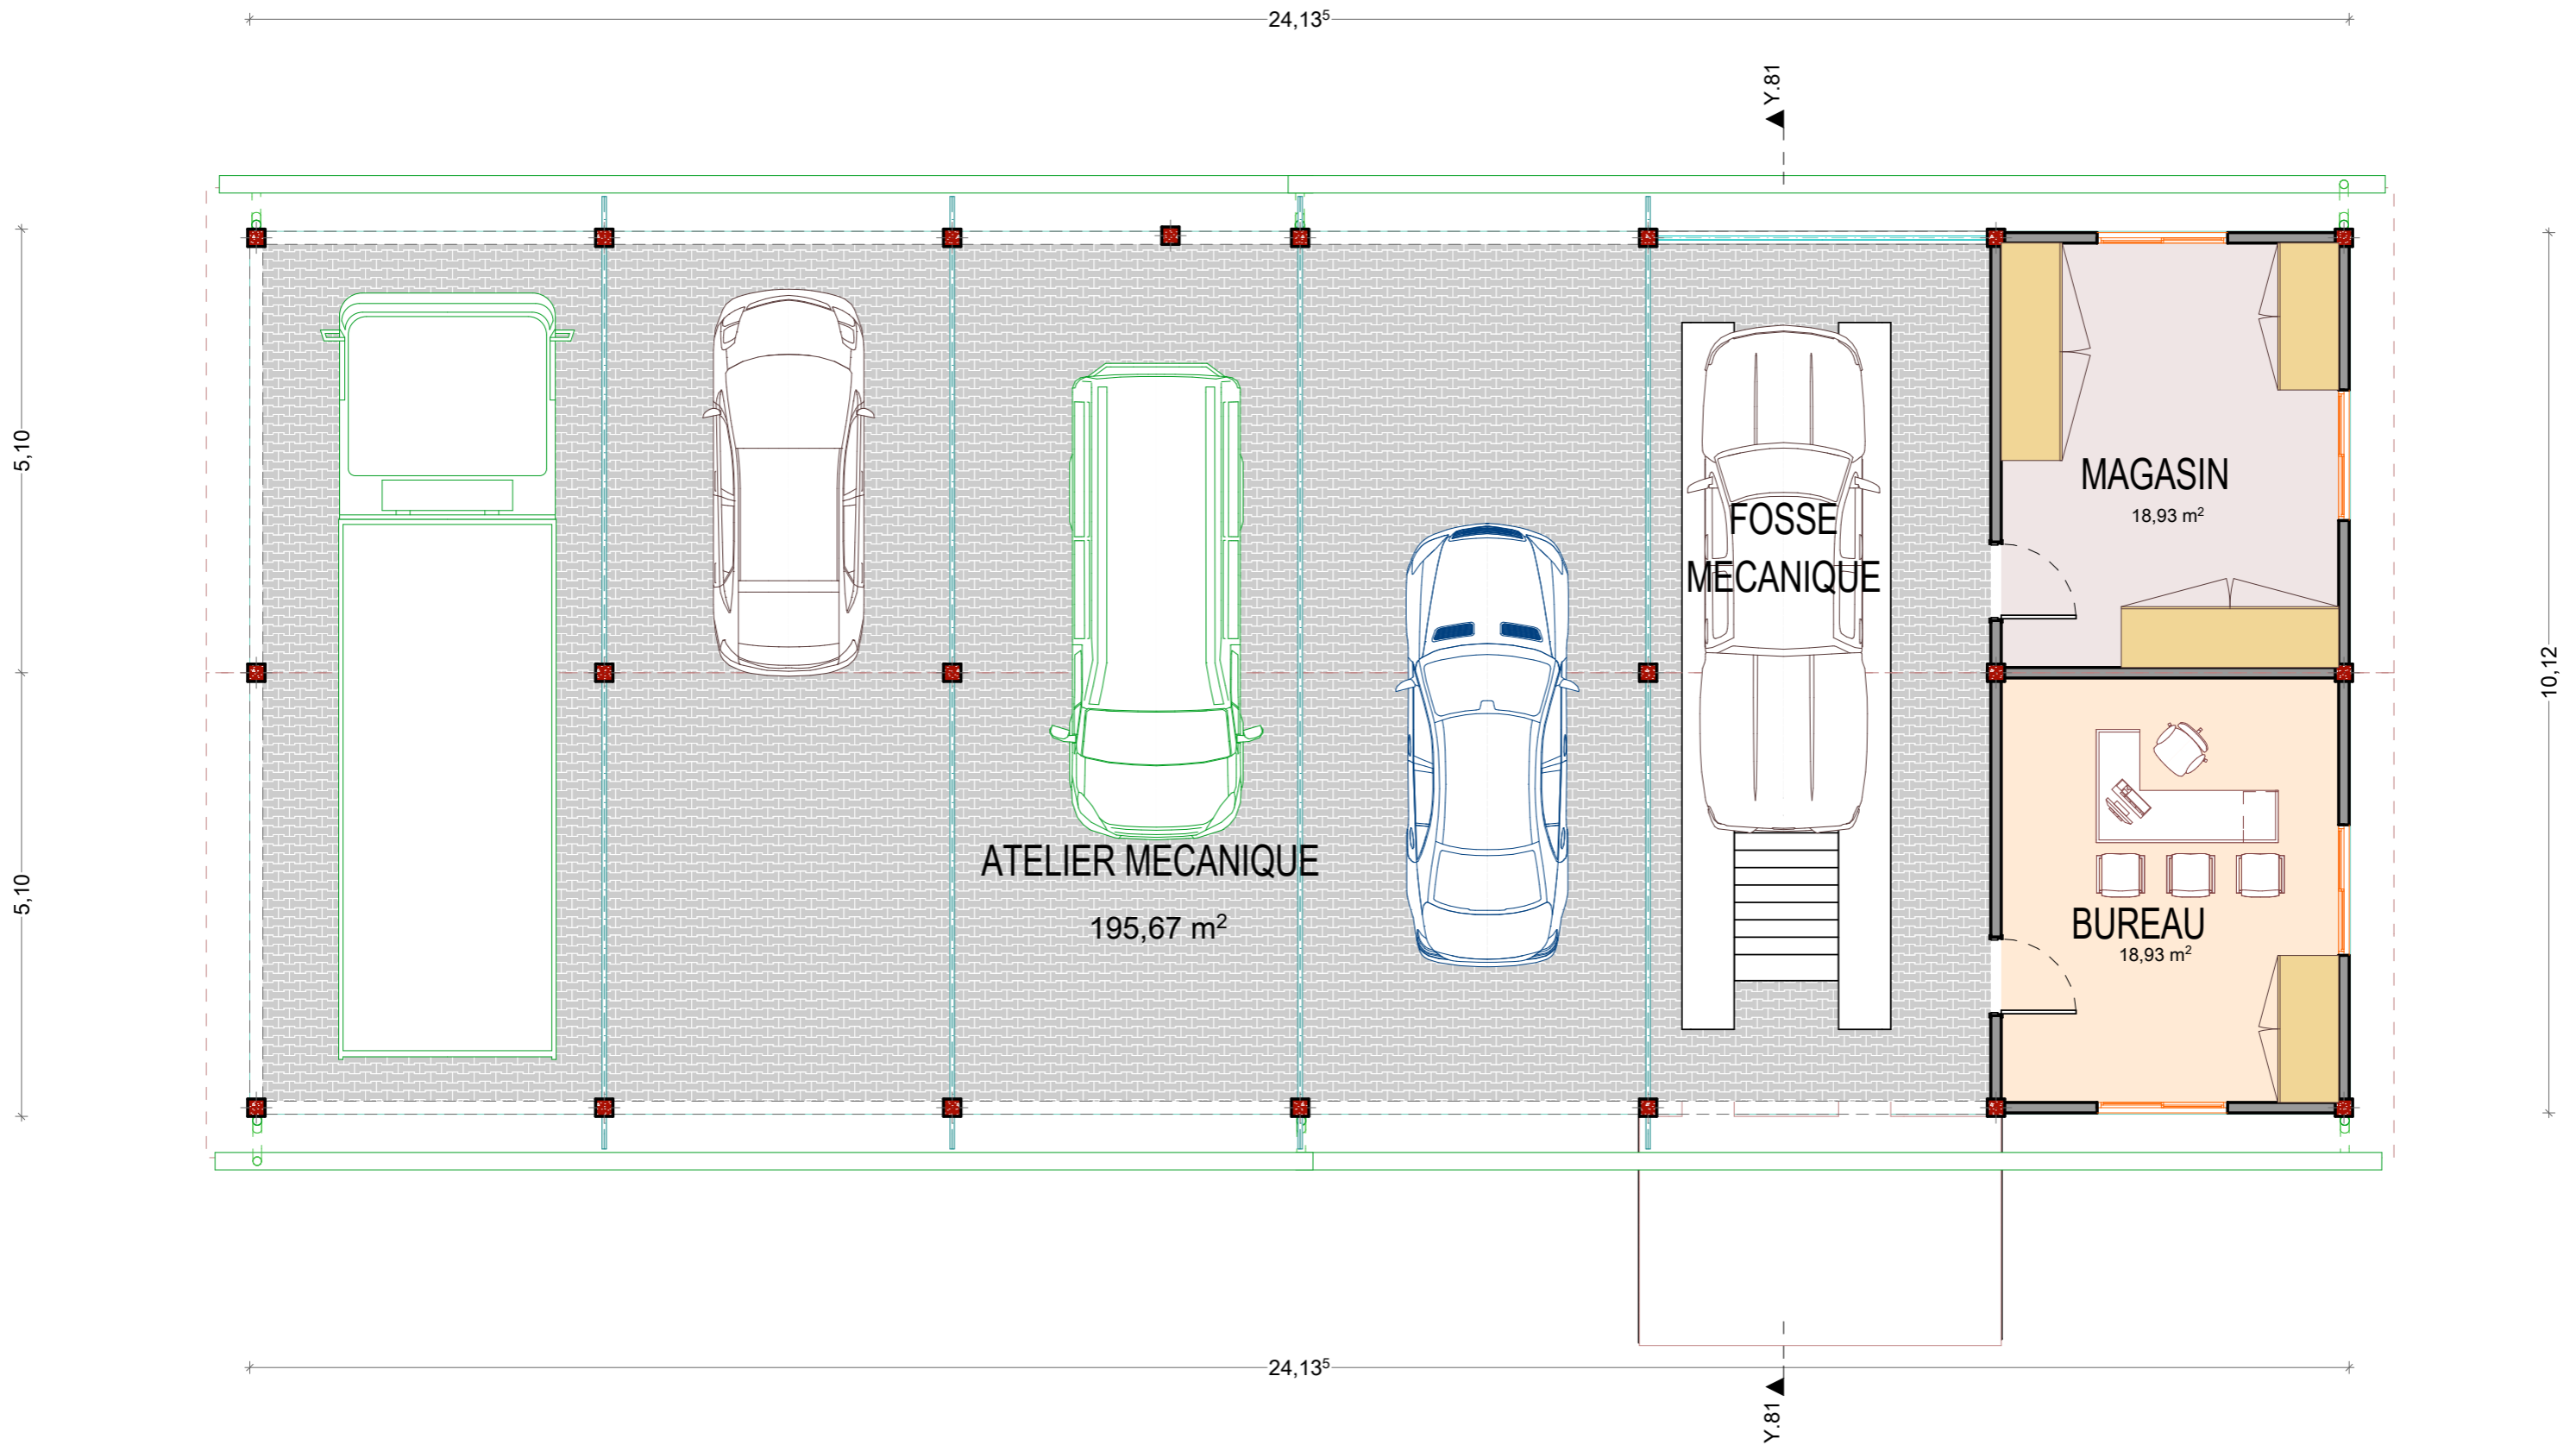 24,13⁵
Y.81
5,10
MAGASIN
18,93 m²
FOSSE
MECANIQUE
10,12
ATELIER MECANIQUE
195,67 m²
5,10
BUREAU
18,93 m²
24,13⁵
Y.81